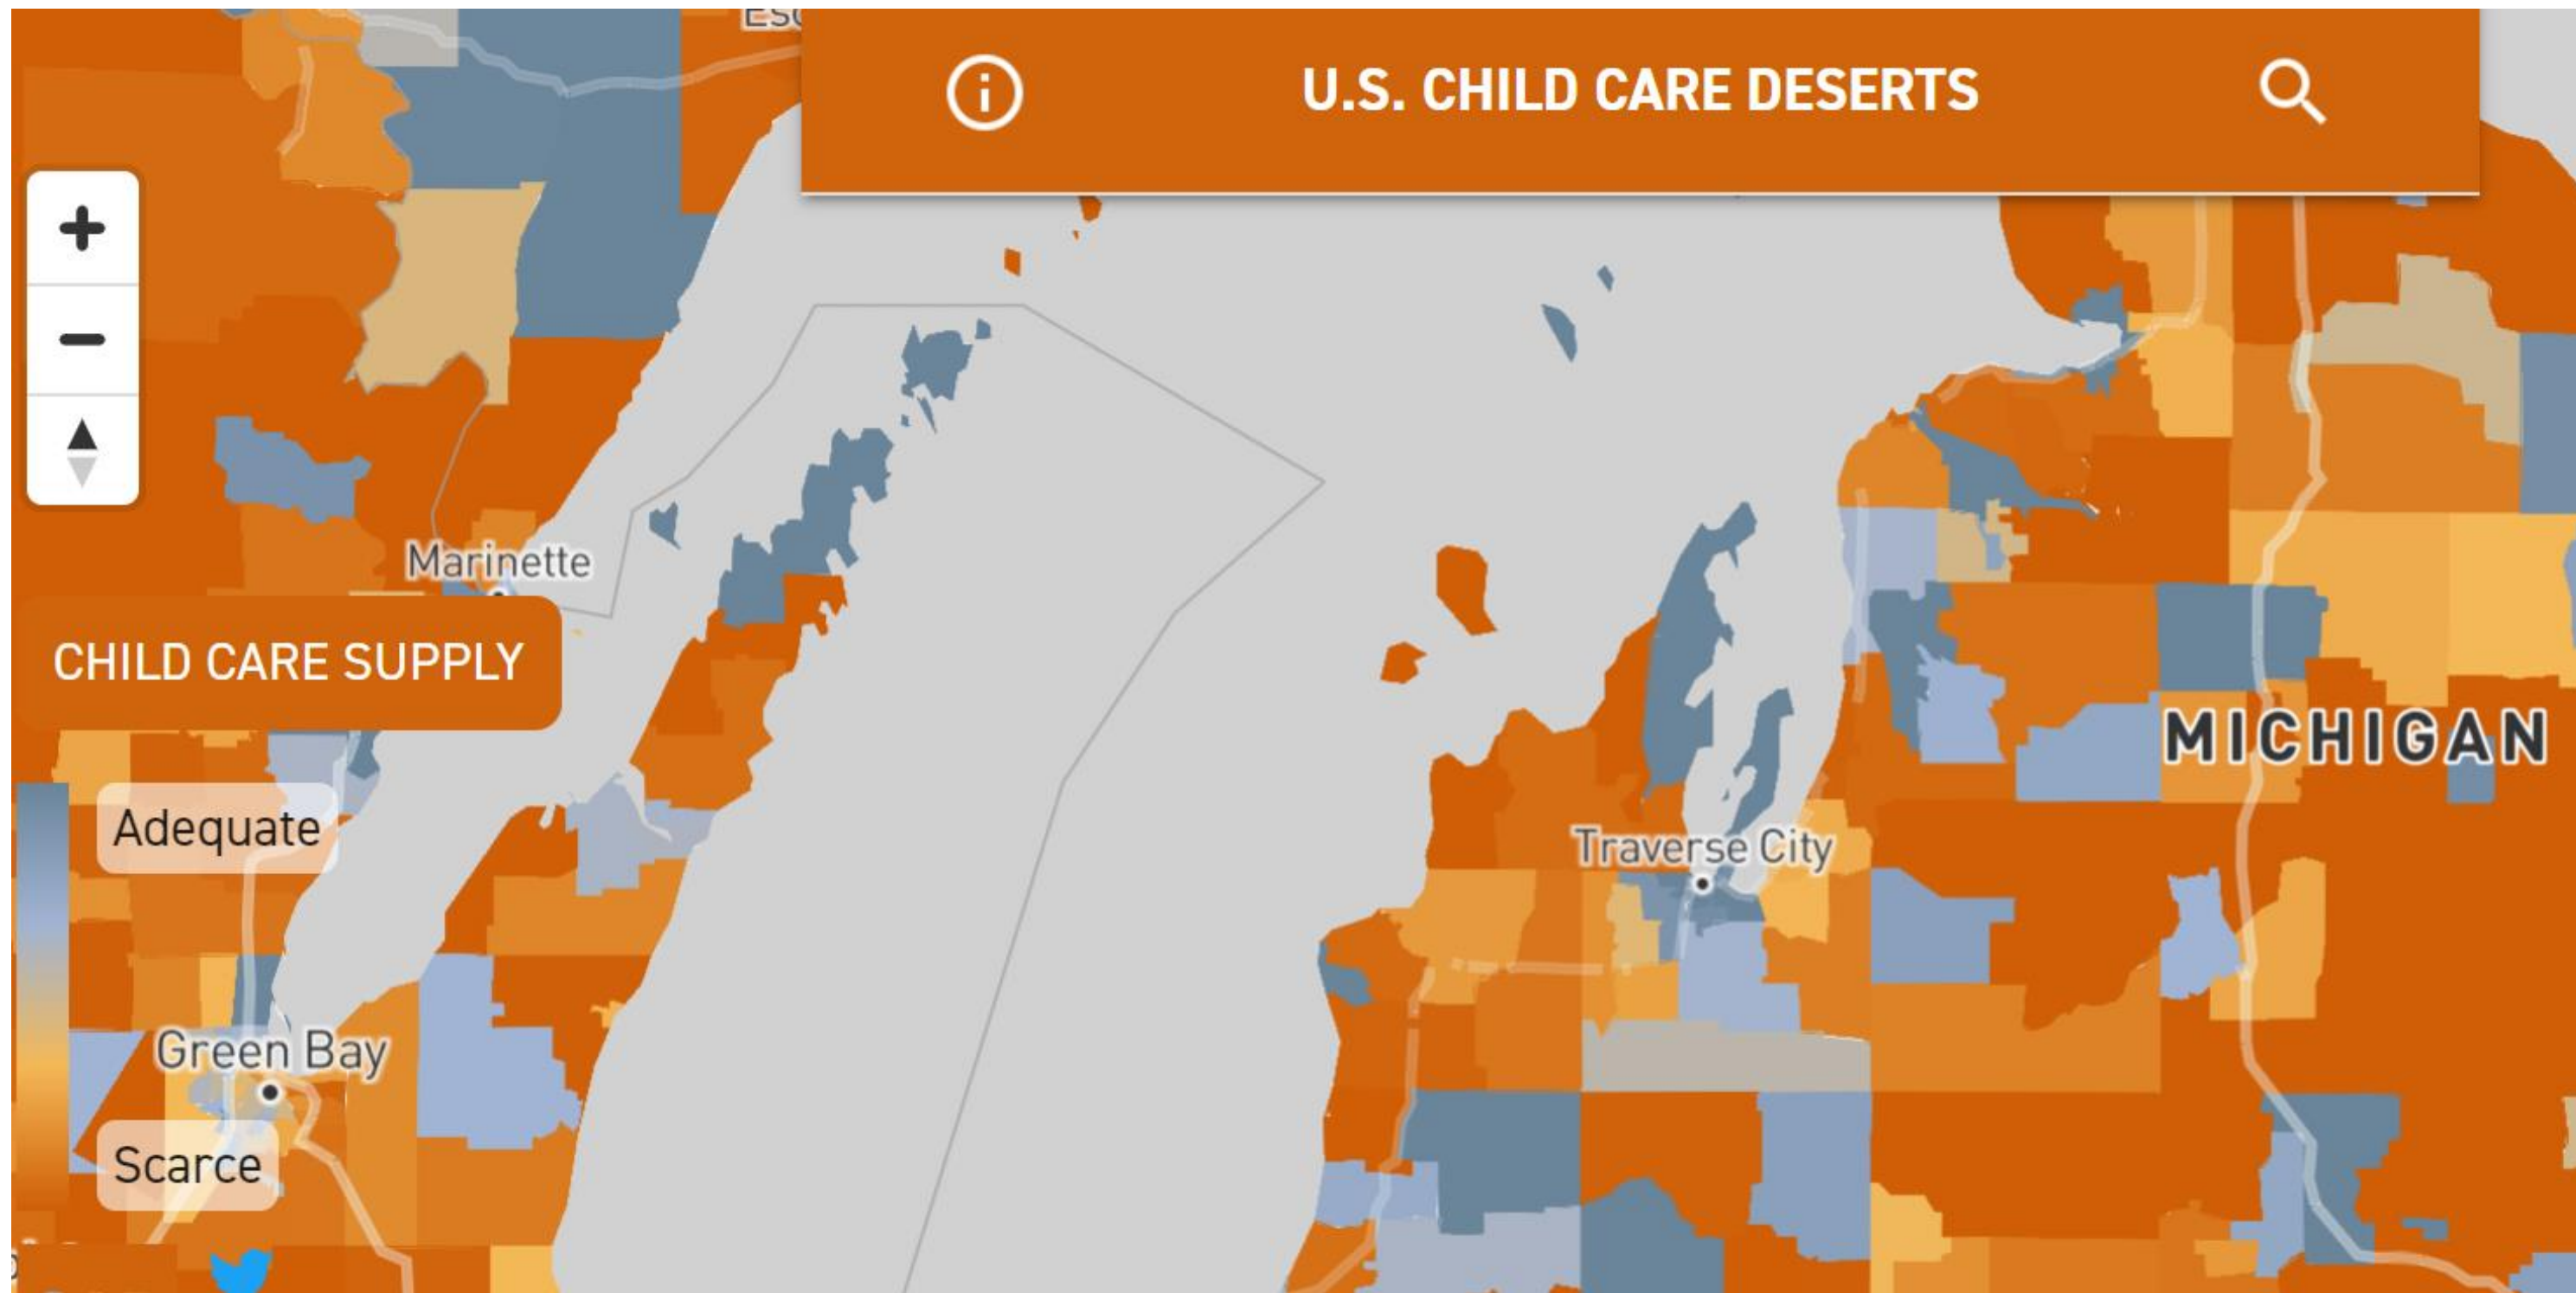 U.S. CHILD CARE DESERTS
Marinette
CHILD CARE SUPPLY
MICHIGAN
Adequate
Traverse City
Green Bay
Scarce